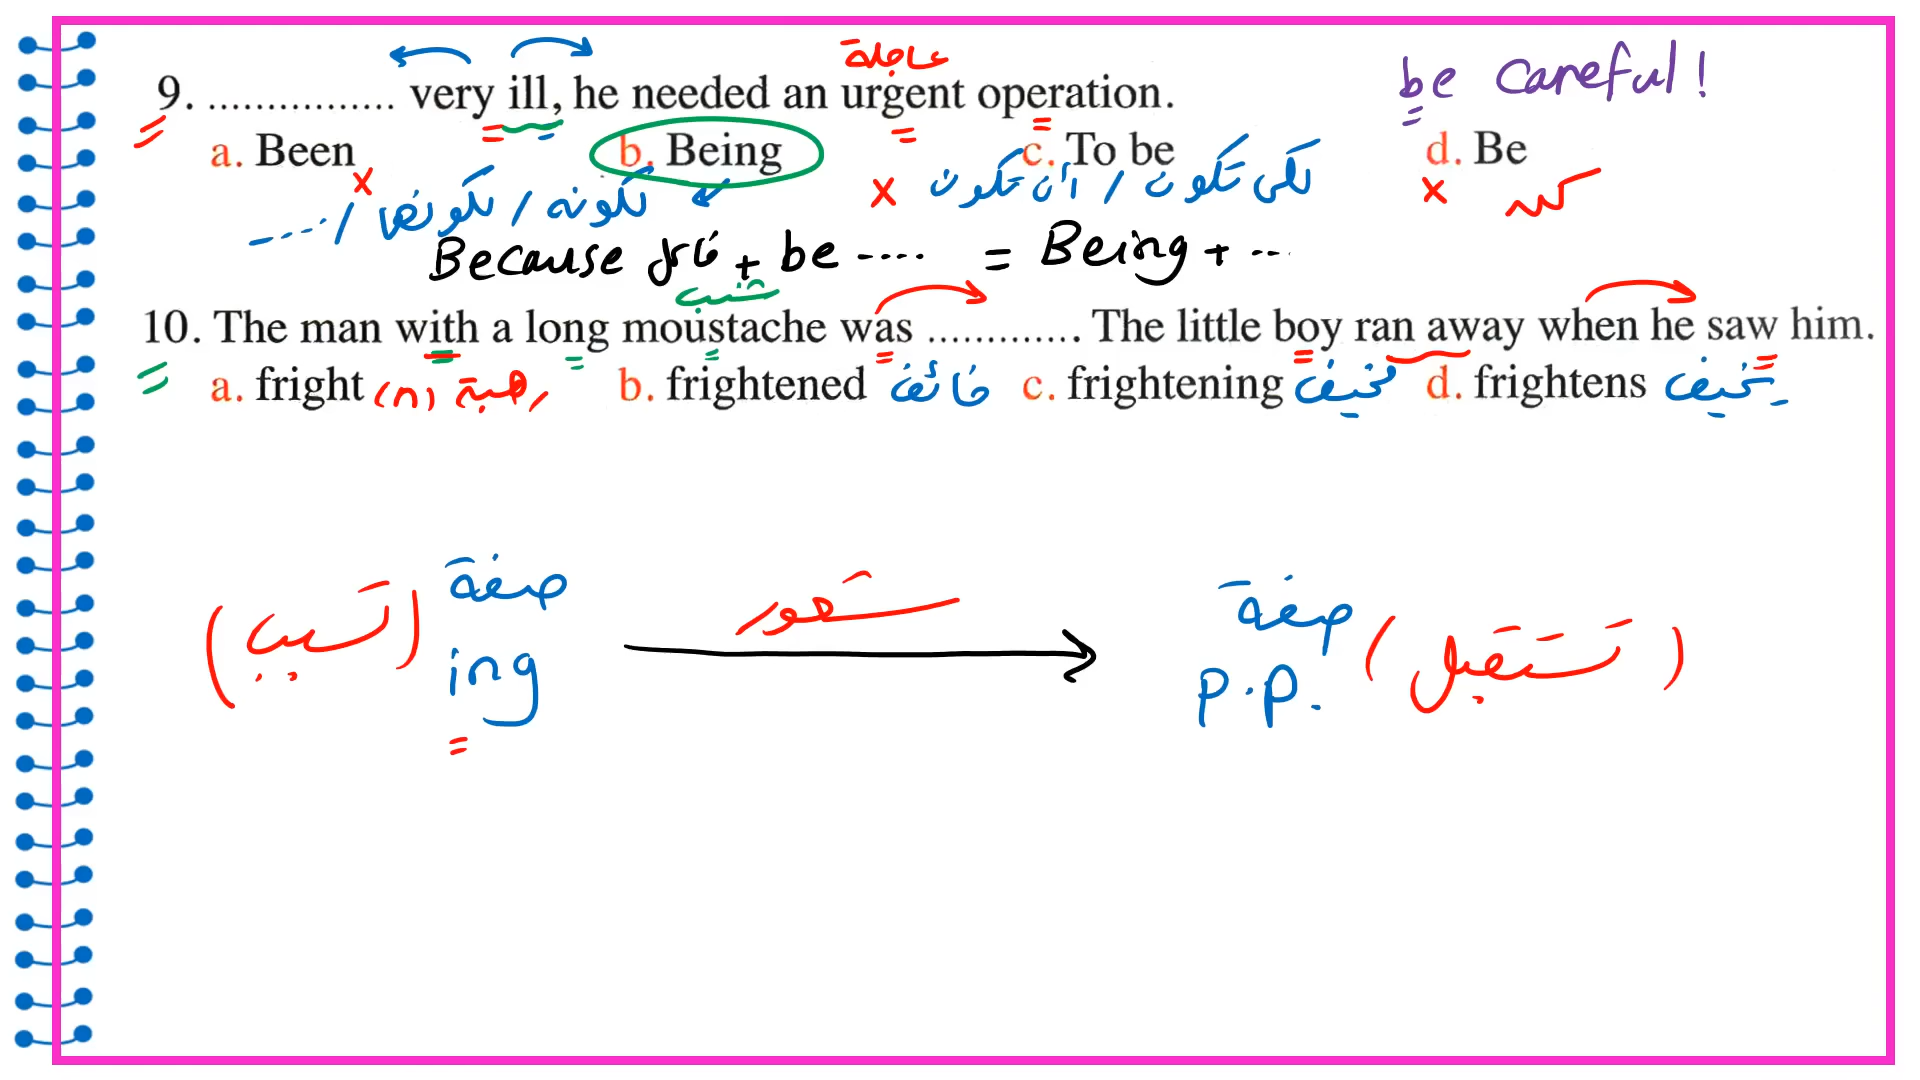 عاجلة
be careful!
9. ................ very ill, he needed an urgent operation.
a. Been b. Being c. To be d. Be
x لكونه / لكونها / .... x لكي تكون / أن تكون x كن
Because فاعل + be .... = Being + ...
شنب
10. The man with a long moustache was ............. The little boy ran away when he saw him.
a. fright (n) رهبة b. frightened خائف c. frightening مخيف d. frightens يخيف
صفة (تسبب) شعور صفة (تستقبل)
ing p.p.